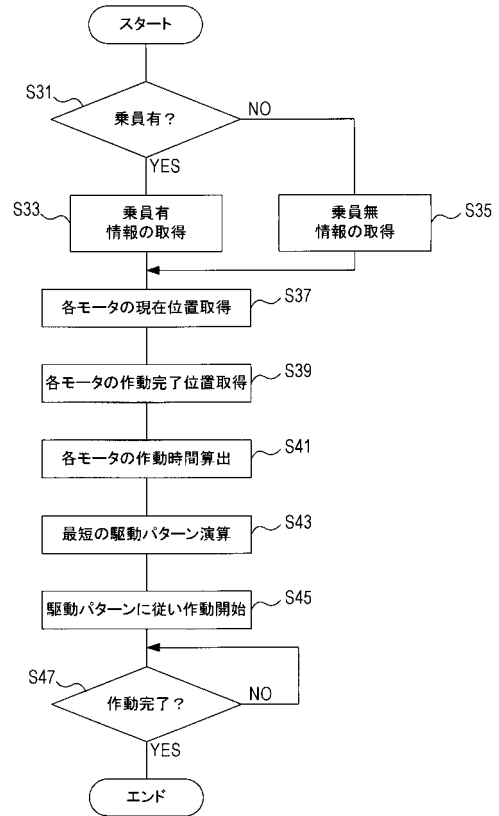 スタート
S31
乗員有?
NO
YES
S33
乗員有
情報の取得
乗員無
情報の取得
S35
各モータの現在位置取得
S37
各モータの作動完了位置取得
S39
各モータの作動時間算出
S41
最短の駆動パターン演算
S43
駆動パターンに従い作動開始
S45
S47
作動完了?
NO
YES
エンド